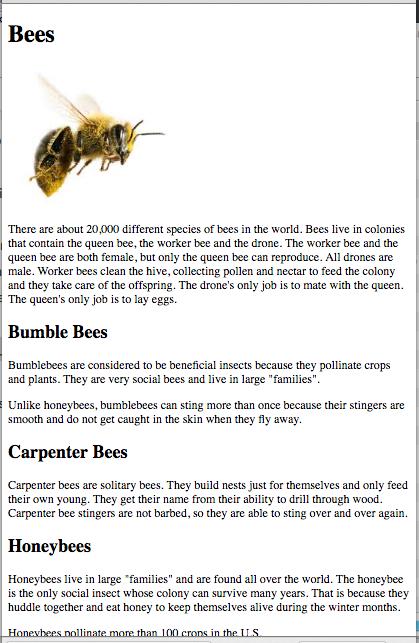 Bees
There are about 20,000 different species of bees in the world. Bees live in colonies
that contain the queen bee, the worker bee and the drone. The worker bee and the
queen bee are both female, but only the queen bee can reproduce. All drones are
male. Worker bees clean the hive, collecting pollen and nectar to feed the colony
and they take care of the offspring. The drone's only job is to mate with the queen.
The queen's only job is to lay eggs.
Bumble Bees
Bumblebees are considered to be beneficial insects because they pollinate crops
and plants. They are very social bees and live in large "families".
Unlike honeybees, bumblebees can sting more than once because their stingers are
smooth and do not get caught in the skin when they fly away.
Carpenter Bees
Carpenter bees are solitary bees. They build nests just for themselves and only feed
their own young. They get their name from their ability to drill through wood.
Carpenter bee stingers are not barbed, so they are able to sting over and over again.
Honeybees
Honeybees live in large "families" and are found all over the world. The honeybee
is the only social insect whose colony can survive many years. That is because they
huddle together and eat honey to keep themselves alive during the winter months.
Honeybees pollinate more than 100 crops in the U.S.